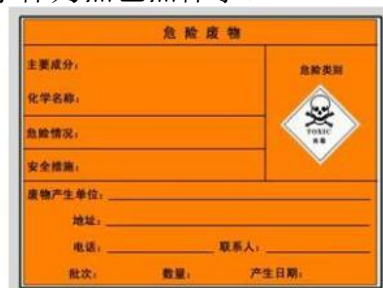 危险废物
主要成分：
危险类别
化学名称：
TOXIC
有毒
危险情况：
安全措施：
废物产生单位：
地址：
电话： 联系人：
批次： 数量： 产生日期：